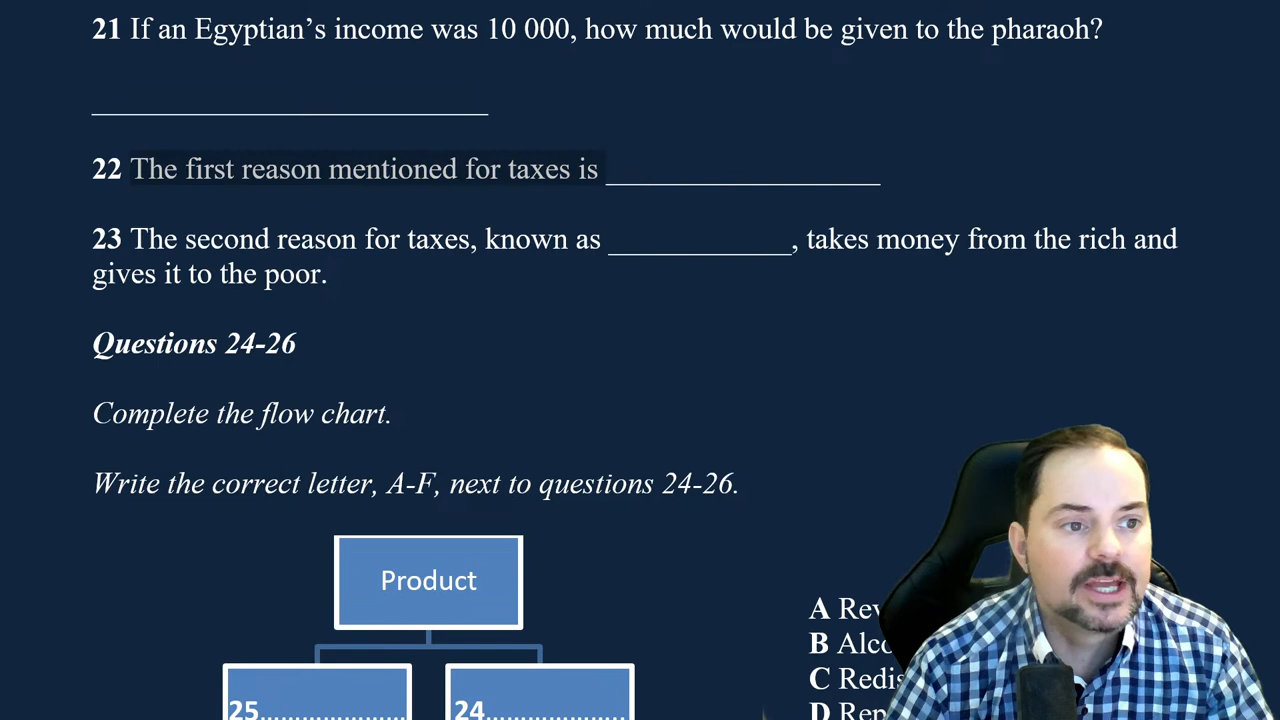 21 If an Egyptian’s income was 10 000, how much would be given to the pharaoh?
22 The first reason mentioned for taxes is
23 The second reason for taxes, known as ____________, takes money from the rich and
gives it to the poor.
Questions 24-26
Complete the flow chart.
Write the correct letter, A-F, next to questions 24-26.
Product
25
24
A
B
C
D